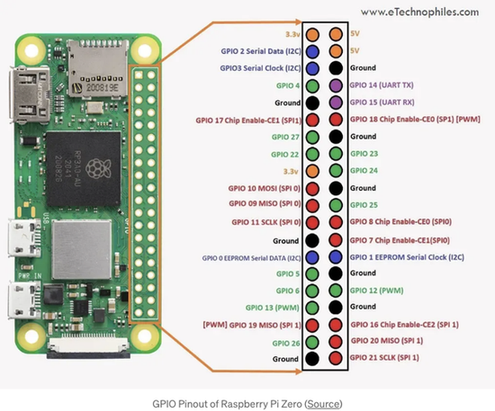 www.eTechnophiles.com
3.3v 5V
GPIO 2 Serial Data (I2C) 5V
GPIO3 Serial Clock (I2C) Ground
GPIO 4 GPIO 14 (UART TX)
Ground GPIO 15 (UART RX)
GPIO 17 Chip Enable-CE1 (SPI1) GPIO 18 Chip Enable-CE0 (SP1) [PWM]
GPIO 27 Ground
GPIO 22 GPIO 23
3.3v GPIO 24
GPIO 10 MOSI (SPI 0) Ground
GPIO 09 MISO (SPI 0) GPIO 25
GPIO 11 SCLK (SPI 0) GPIO 8 Chip Enable-CE0 (SPI0)
Ground GPIO 7 Chip Enable-CE1(SPI0)
GPIO 0 EEPROM Serial DATA (I2C) GPIO 1 EEPROM Serial Clock (I2C)
GPIO 5 Ground
GPIO 6 GPIO 12 (PWM)
GPIO 13 (PWM) Ground
[PWM] GPIO 19 MISO (SPI 1) GPIO 16 Chip Enable-CE2 (SPI 1)
GPIO 26 GPIO 20 MISO (SPI 1)
Ground GPIO 21 SCLK (SPI 1)
200819E
RP3A0-AU
2041
USB
PWR IN
GPIO Pinout of Raspberry Pi Zero (Source)